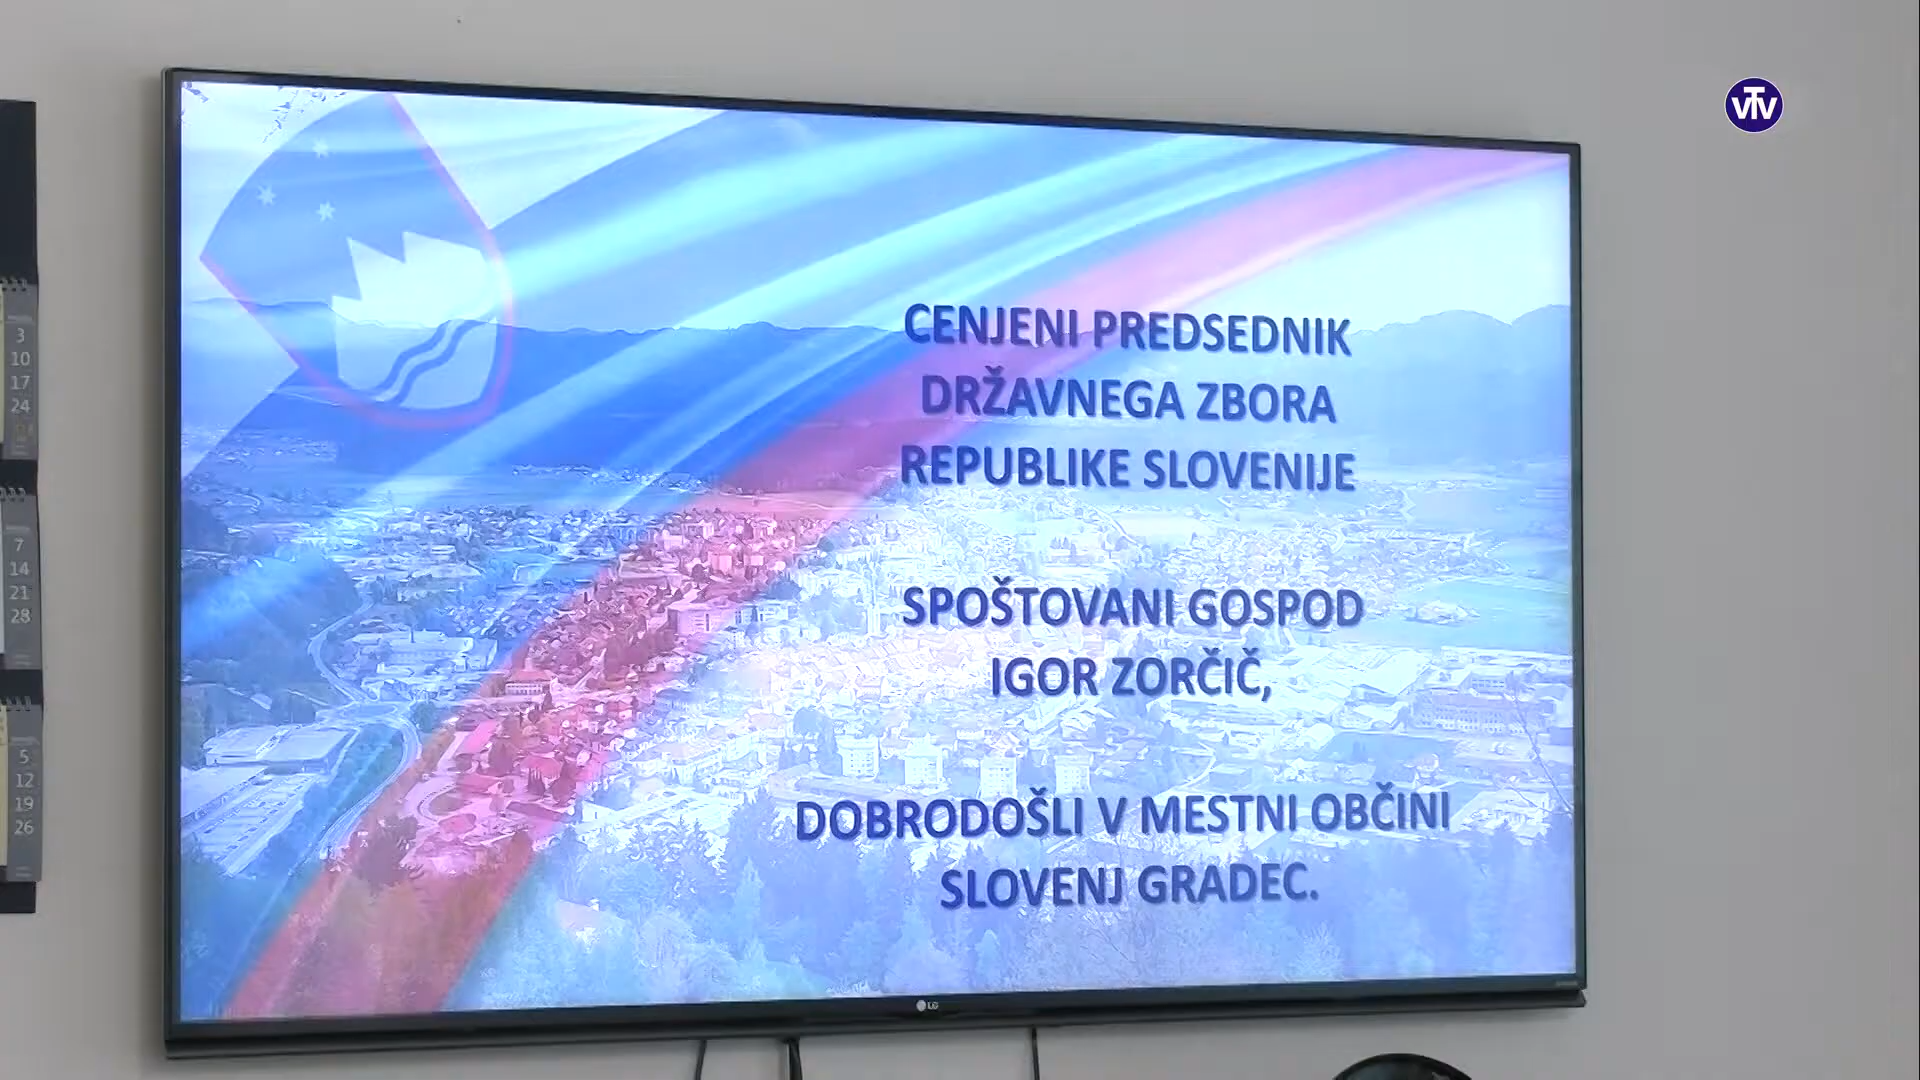 VTV
CENJENI PREDSEDNIK
DRŽAVNEGA ZBORA
REPUBLIKE SLOVENIJE
SPOŠTOVANI GOSPOD
IGOR ZORČIČ,
DOBRODOŠLI V MESTNI OBČINI
SLOVENJ GRADEC.
LG
3
10
17
24
7
14
21
28
5
12
19
26